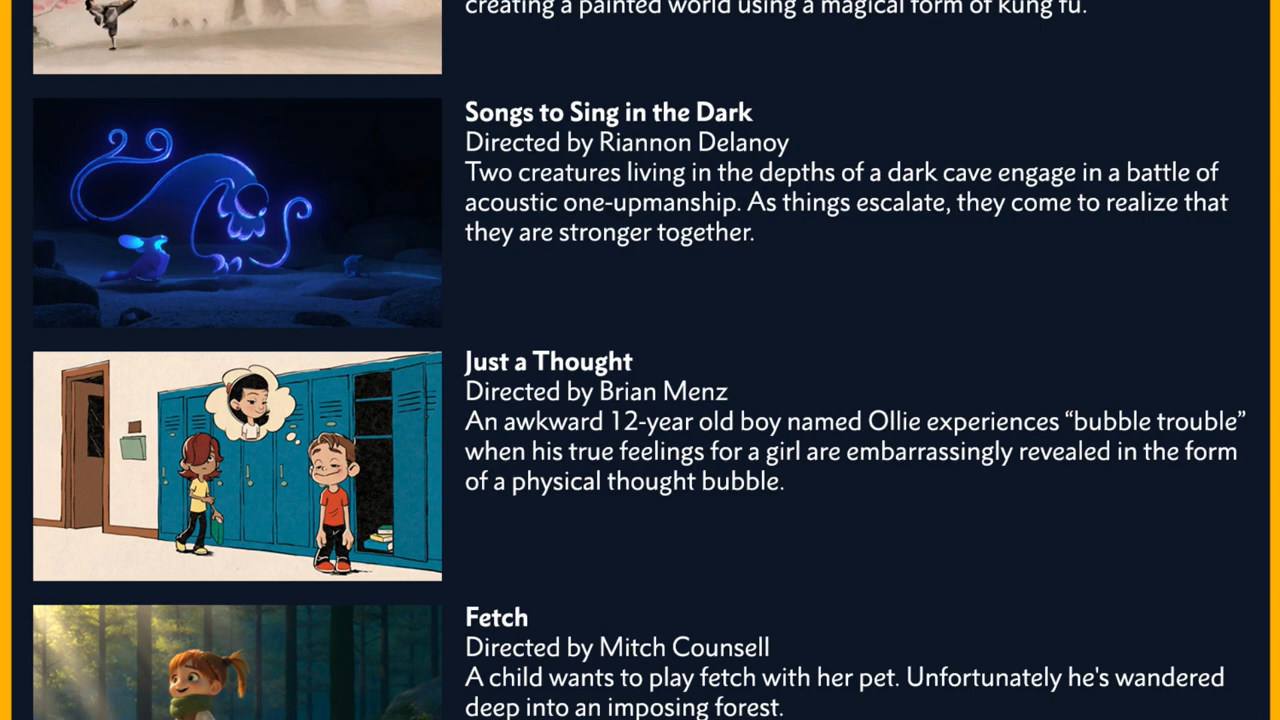 creating a painted world using a magical form of kung fu.
Songs to Sing in the Dark
Directed by Riannon Delanoy
Two creatures living in the depths of a dark cave engage in a battle of
acoustic one-upmanship. As things escalate, they come to realize that
they are stronger together.
Just a Thought
Directed by Brian Menz
An awkward 12-year old boy named Ollie experiences “bubble trouble”
when his true feelings for a girl are embarrassingly revealed in the form
of a physical thought bubble.
Fetch
Directed by Mitch Counsell
A child wants to play fetch with her pet. Unfortunately he's wandered
deep into an imposing forest.